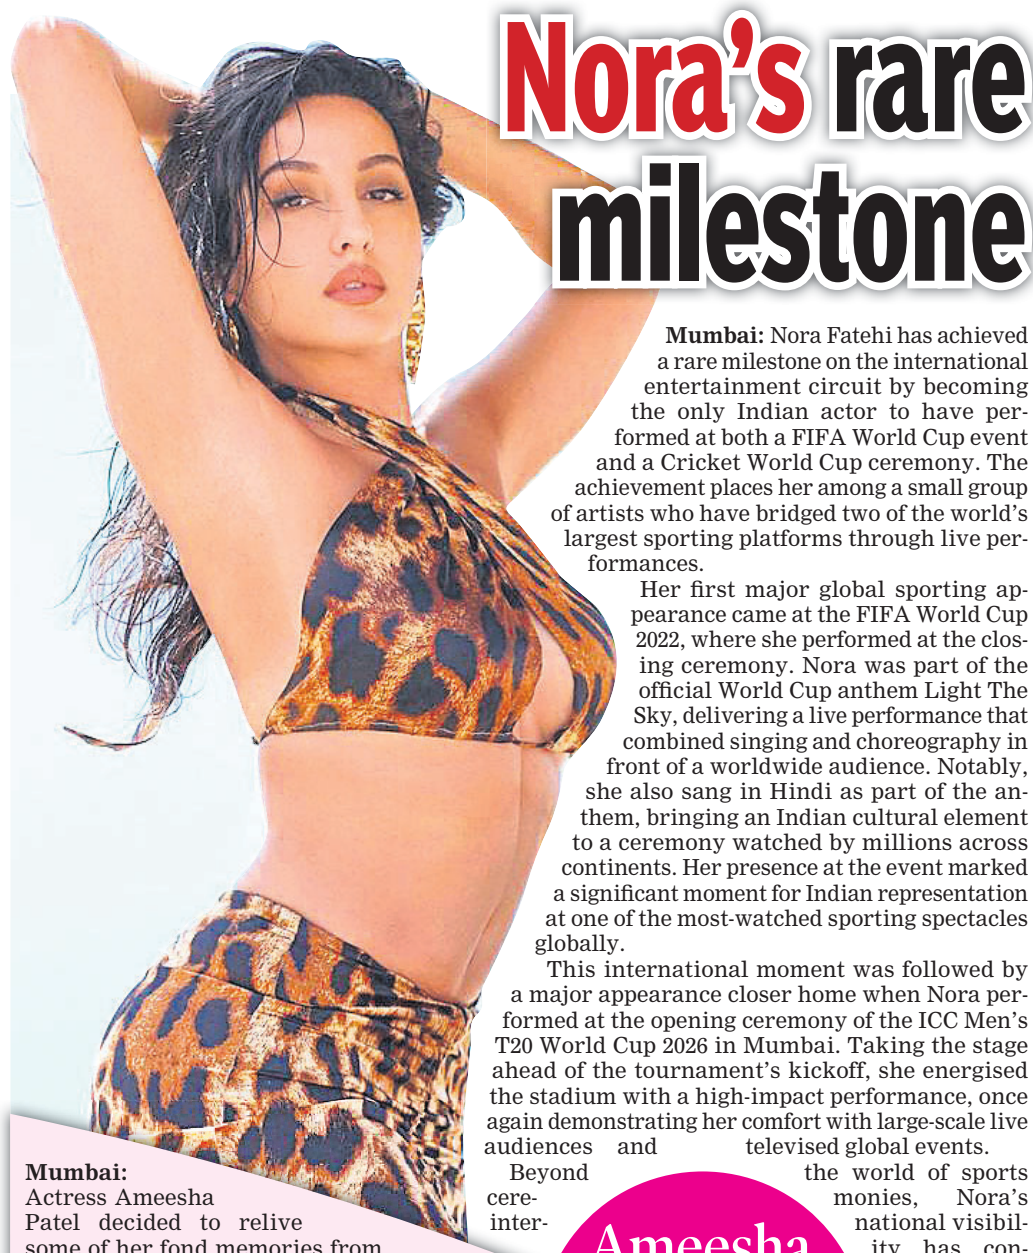 Nora's rare
milestone
Mumbai: Nora Fatehi has achieved
a rare milestone on the international
entertainment circuit by becoming
the only Indian actor to have per-
formed at both a FIFA World Cup event
and a Cricket World Cup ceremony. The
achievement places her among a small group
of artists who have bridged two of the world's
largest sporting platforms through live per-
formances.
Her first major global sporting ap-
pearance came at the FIFA World Cup
2022, where she performed at the clos-
ing ceremony. Nora was part of the
official World Cup anthem Light The
Sky, delivering a live performance that
combined singing and choreography in
front of a worldwide audience. Notably,
she also sang in Hindi as part of the an-
them, bringing an Indian cultural element
to a ceremony watched by millions across
continents. Her presence at the event marked
a significant moment for Indian representation
at one of the most-watched sporting spectacles
globally.
This international moment was followed by
a major appearance closer home when Nora per-
formed at the opening ceremony of the ICC Men's
T20 World Cup 2026 in Mumbai. Taking the stage
ahead of the tournament's kickoff, she energised
the stadium with a high-impact performance, once
again demonstrating her comfort with large-scale live
audiences and televised global events.
Beyond the world of sports
cere- monies, Nora's
inter- national visibil-
ity has con-
Mumbai:
Actress Ameesha
Patel decided to relive
some of her fond memories from
Ameesha